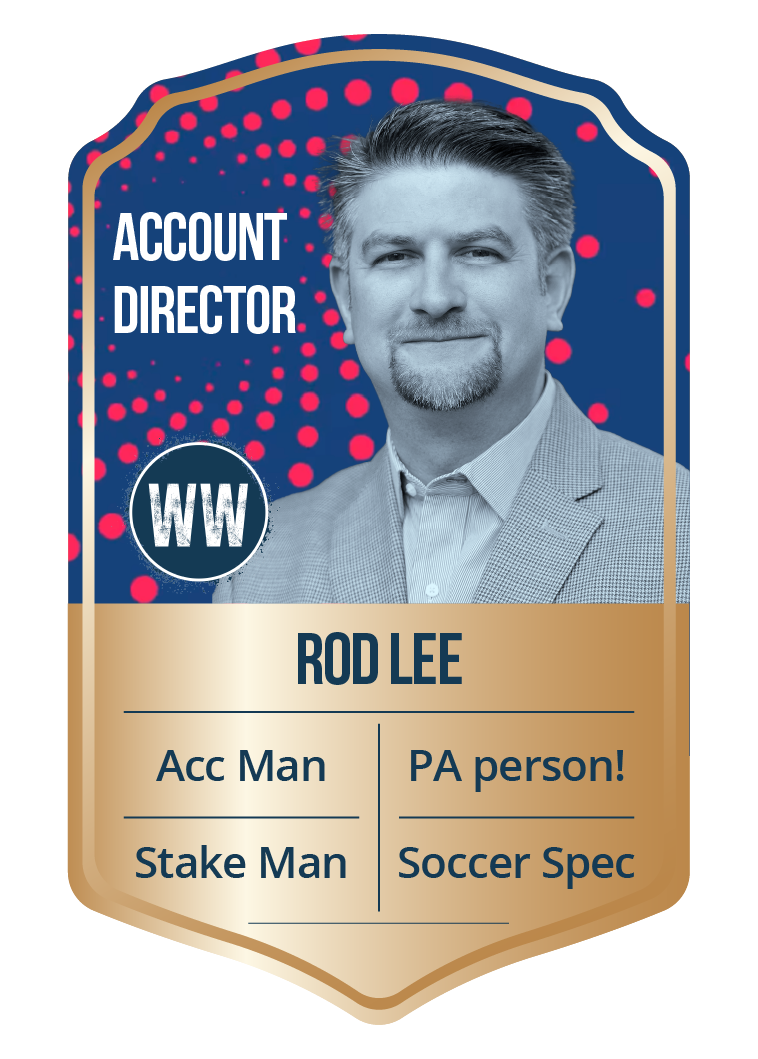 ACCOUNT
DIRECTOR
WW
ROD LEE
Acc Man
PA person!
Stake Man
Soccer Spec